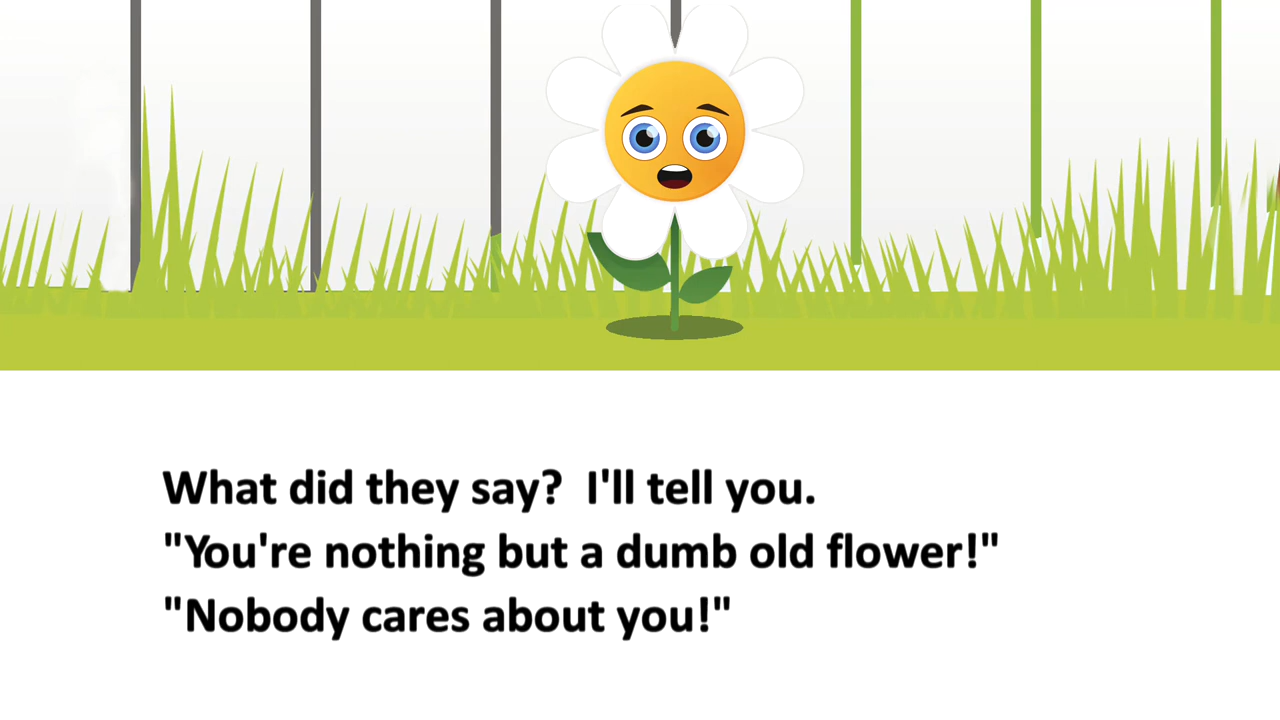 What did they say?  I'll tell you.
"You're nothing but a dumb old flower!"
"Nobody cares about you!"